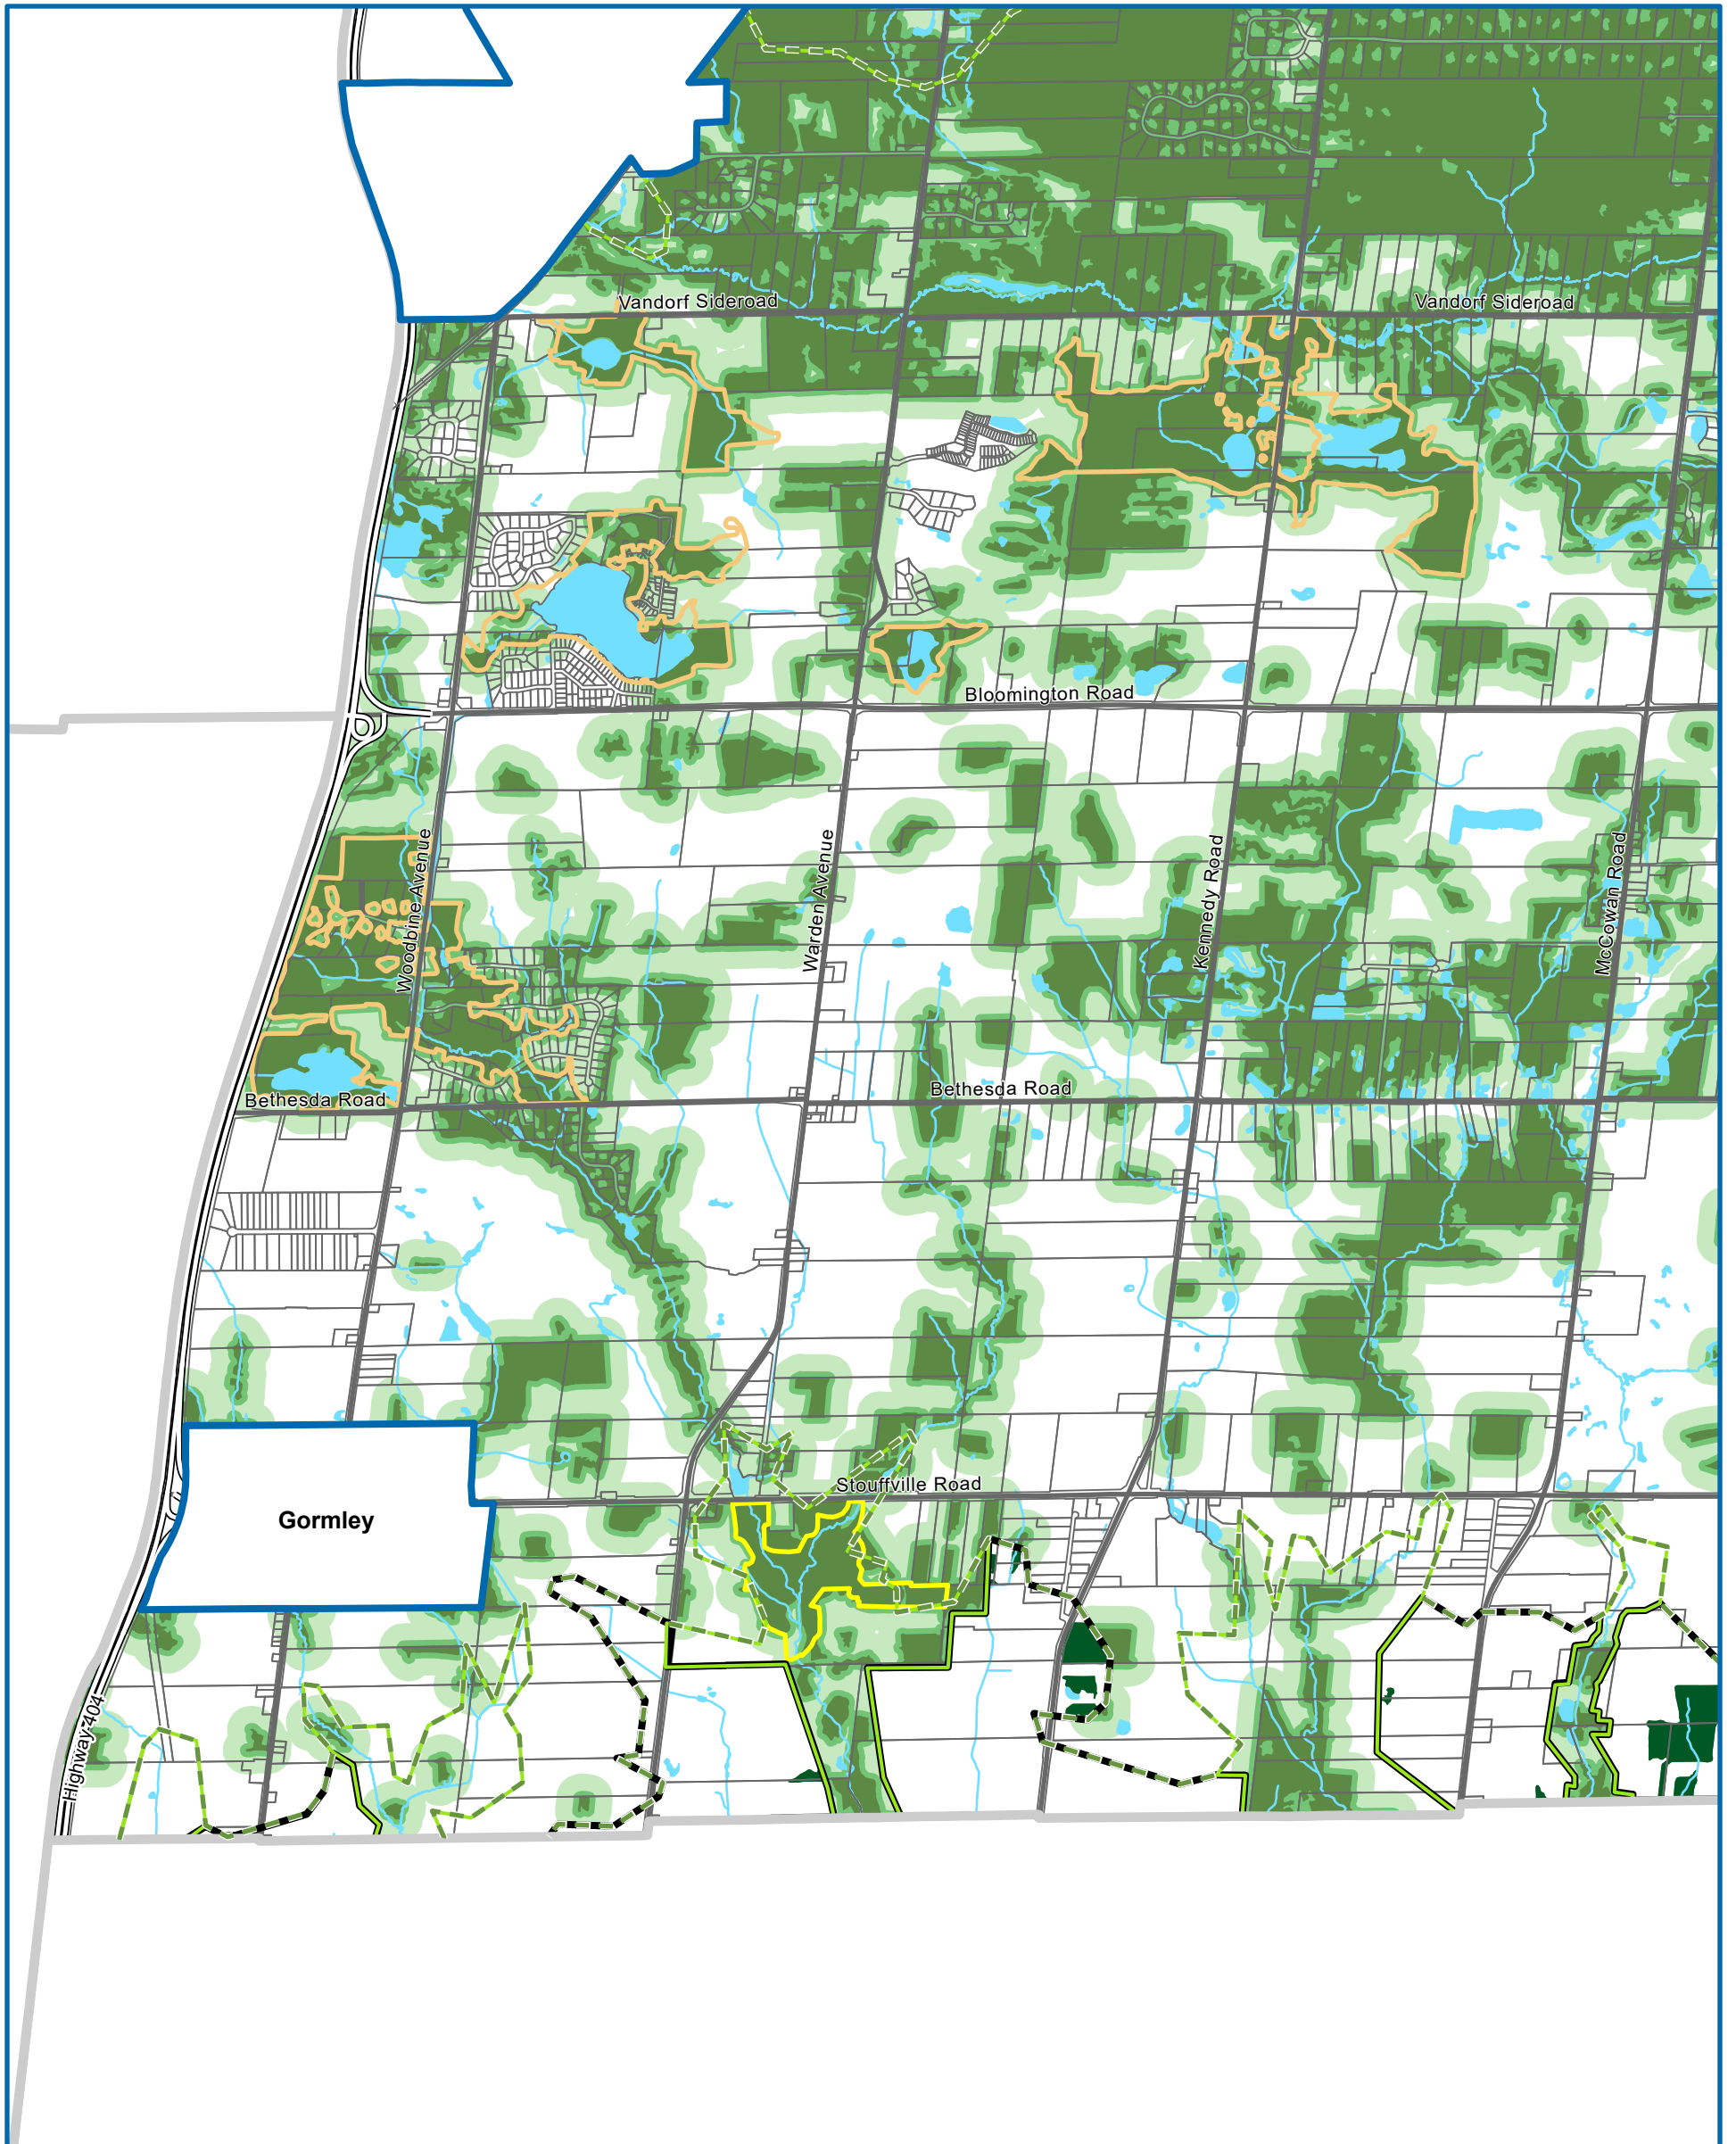 Vandorf Sideroad
Vandorf Sideroad
Bloomington Road
Woodbine Avenue
Warden Avenue
Kennedy Road
McCowan Road
Bethesda Road
Bethesda Road
Stouffville Road
Gormley
Highway 404